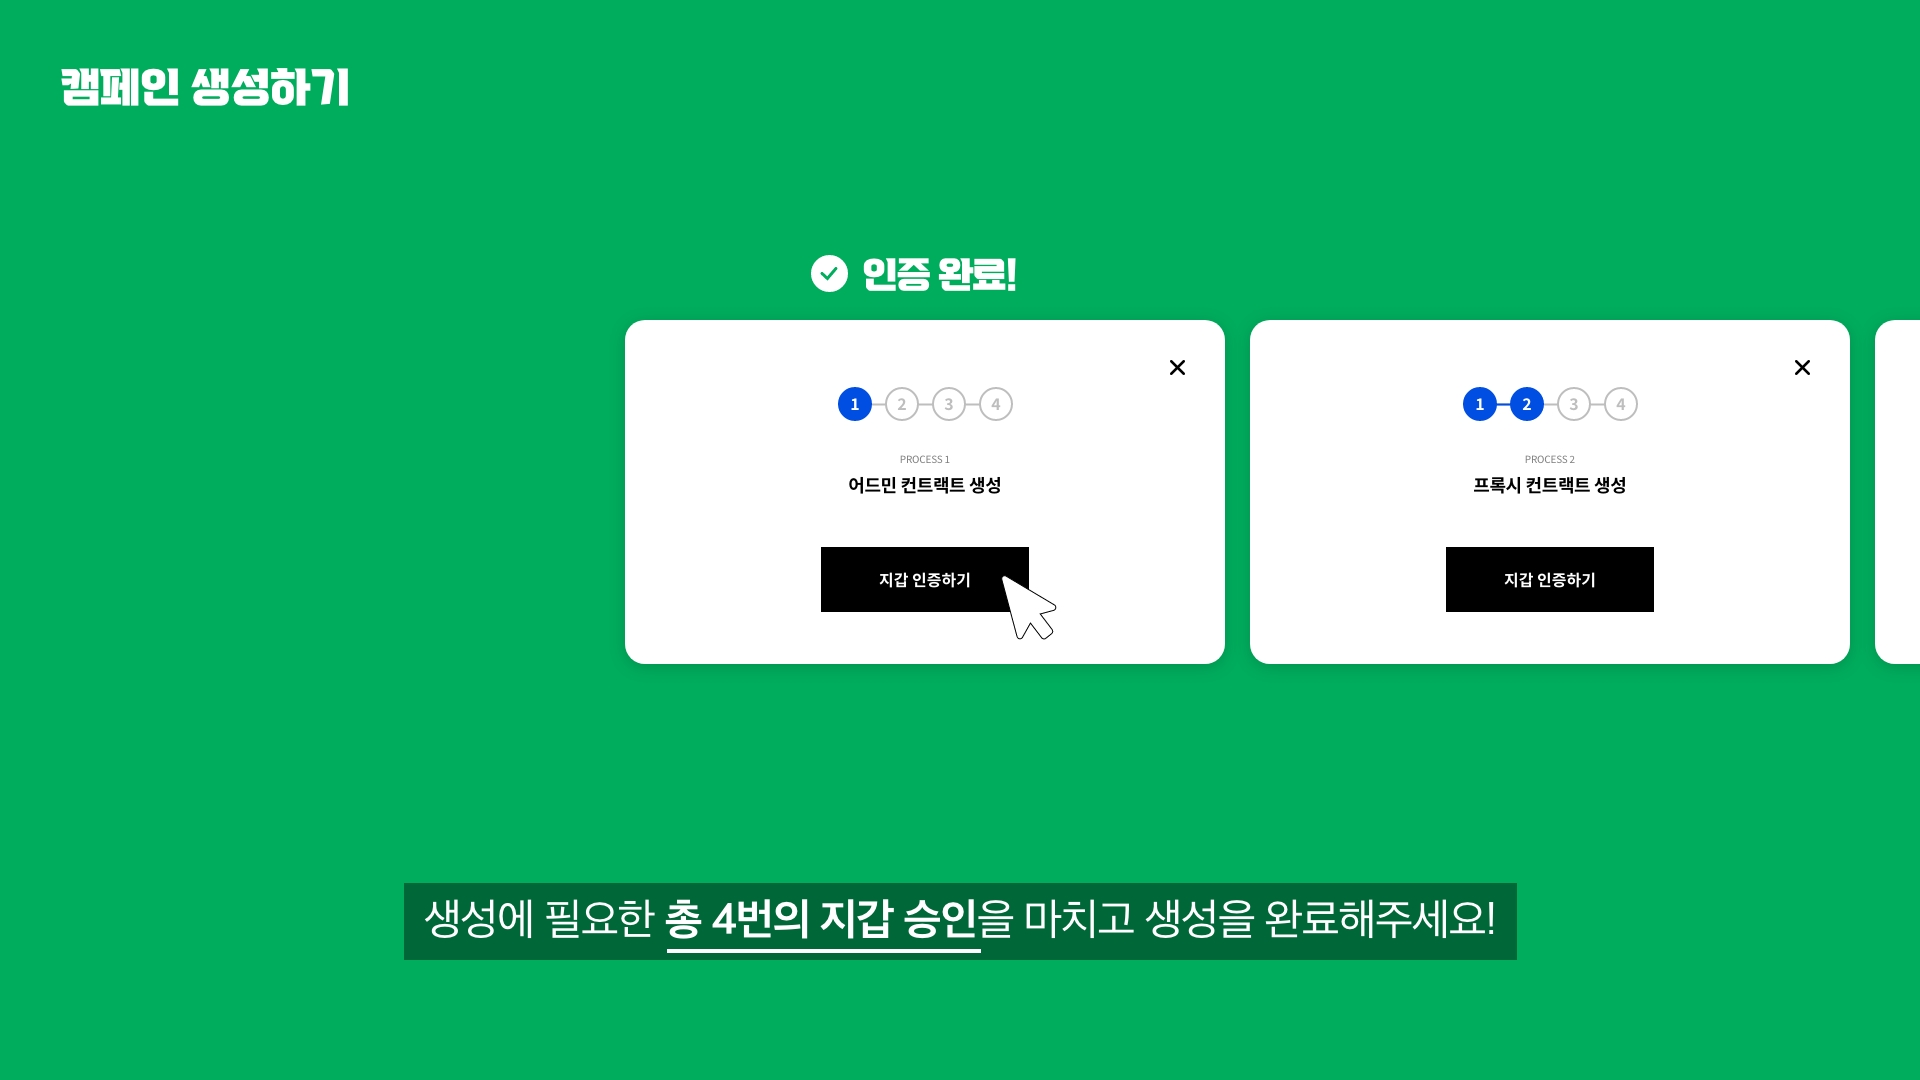 캠페인 생성하기
인증 완료!
1 2 3 4
PROCESS 1
어드민 컨트랙트 생성
지갑 인증하기
1 2 3 4
PROCESS 2
프록시 컨트랙트 생성
지갑 인증하기
생성에 필요한 총 4번의 지갑 승인을 마치고 생성을 완료해주세요!